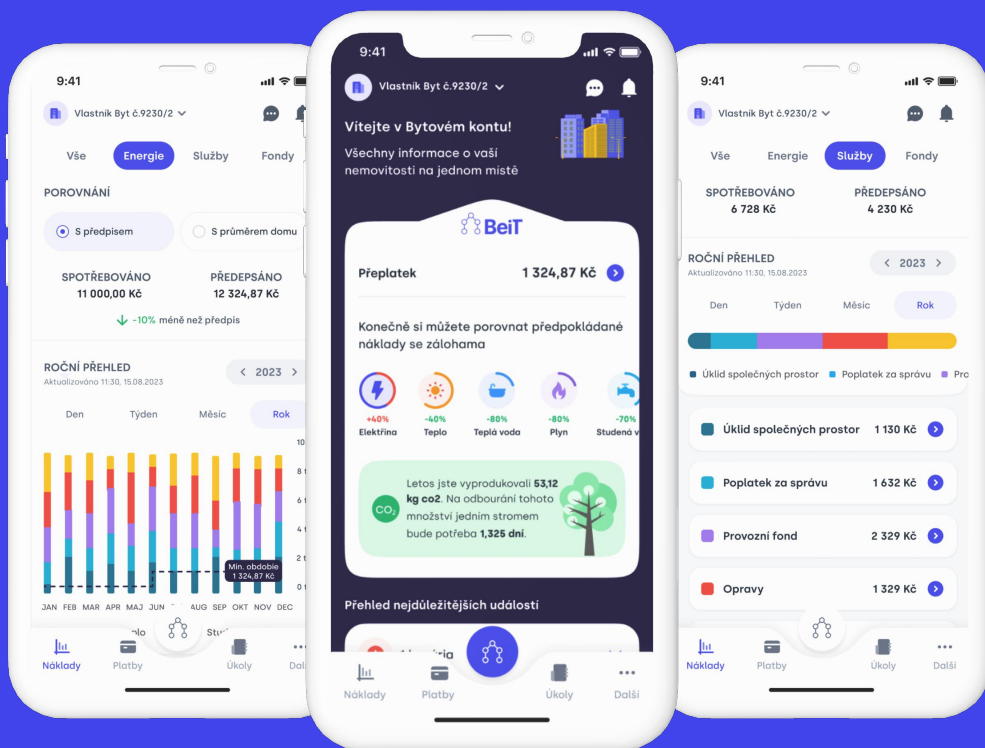 9:41
Vlastník Byt č.9230/2
Vše Energie Služby Fondy
POROVNÁNÍ
S předpisem S průměrem domu
SPOTŘEBOVÁNO PŘEDEPSÁNO
11 000,00 Kč 12 324,87 Kč
-10% méně než předpis
ROČNÍ PŘEHLED
Aktualizováno 11:30, 15.08.2023
2023
Den Týden Měsíc Rok
Min. obdobie
1 324,87 Kč
JAN FEB MAR APR MAJ JUN AUG SEP OKT NOV DEC
Náklady Platby Úkoly
9:41
Vlastník Byt č.9230/2
Vítejte v Bytovém kontu!
Všechny informace o vaší
nemovitosti na jednom místě
BeiT
Přeplatek 1 324,87 Kč
Konečně si můžete porovnat předpokládané
náklady se zálohama
+40% -40% -80% -80% -70%
Elektřina Teplo Teplá voda Plyn Studená v
CO₂
Letos jste vyprodukovali 53,12
kg co2. Na odbourání tohoto
množství jedním stromem
bude potřeba 1,325 dní.
Přehled nejdůležitějších událostí
Náklady Platby Úkoly Další
9:41
Vlastník Byt č.9230/2
Vše Energie Služby Fondy
SPOTŘEBOVÁNO PŘEDEPSÁNO
6 728 Kč 4 230 Kč
ROČNÍ PŘEHLED
Aktualizováno 11:30, 15.08.2023
2023
Den Týden Měsíc Rok
Úklid společných prostor Poplatek za správu Pro
Úklid společných prostor 1 130 Kč
Poplatek za správu 1 632 Kč
Provozní fond 2 329 Kč
Opravy 1 329 Kč
Náklady Platby Úkoly Další